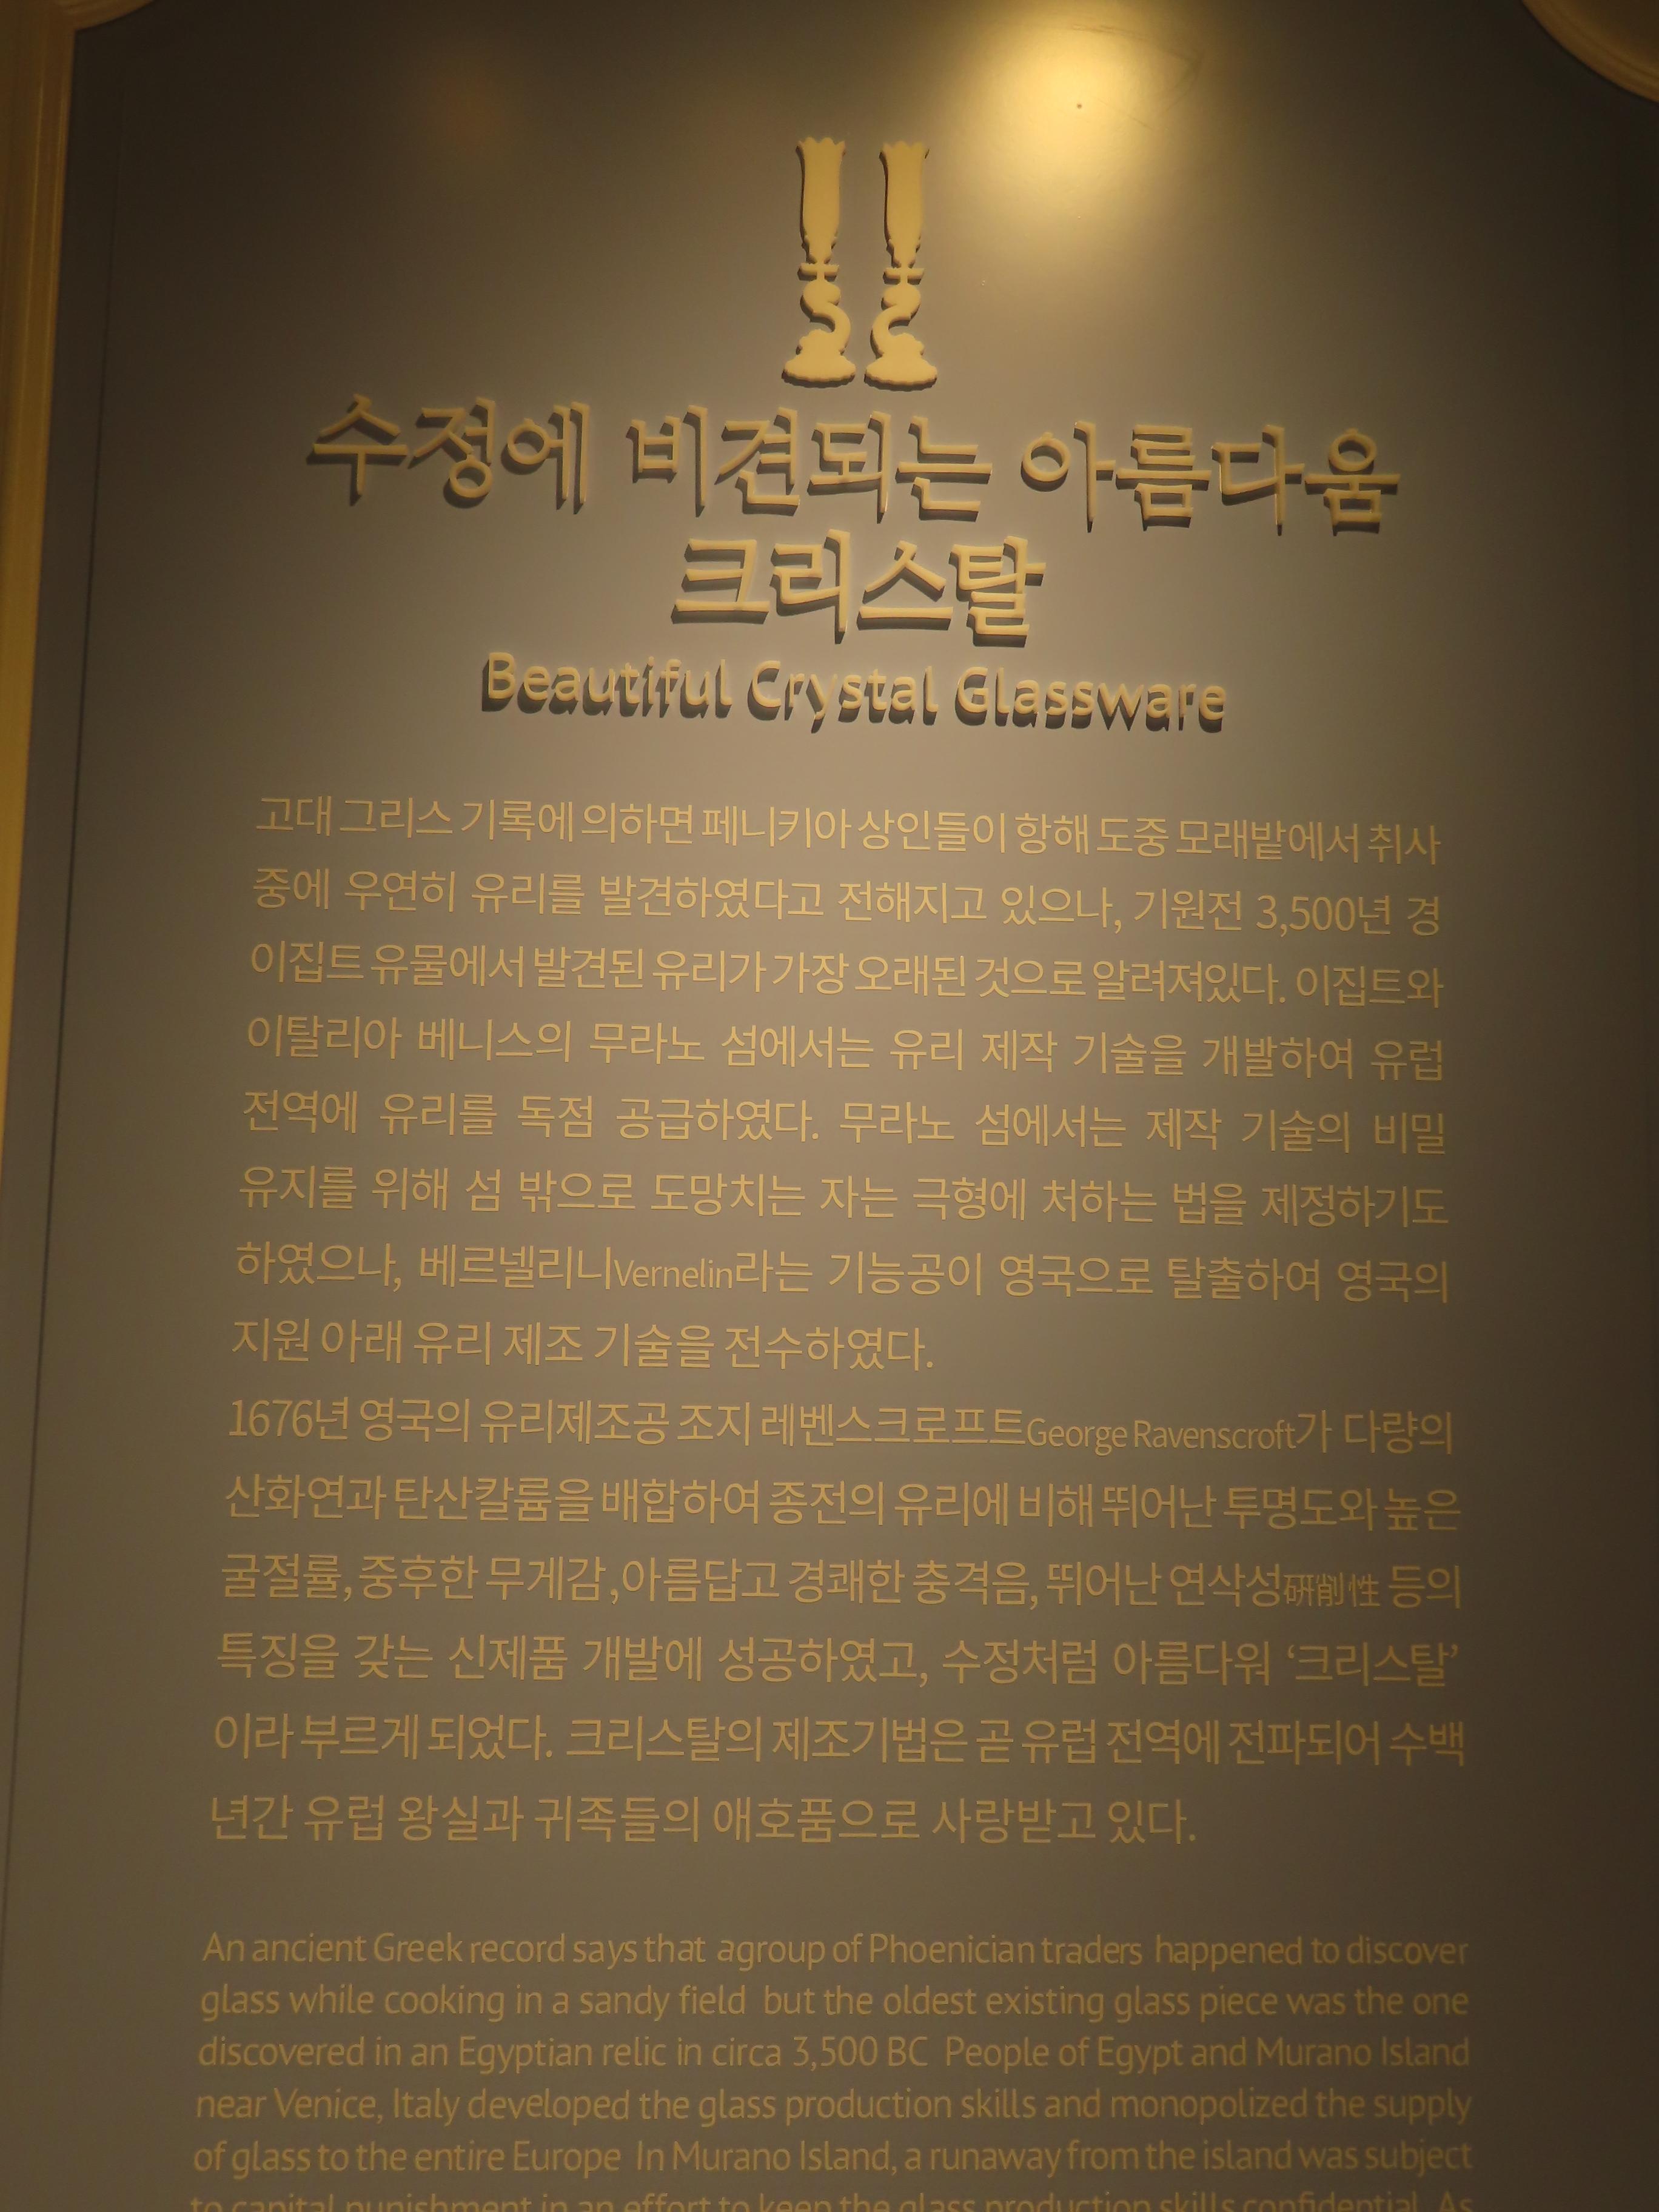 수정에 비견되는 아름다움
크리스탈
Beautiful Crystal Glassware
고대 그리스 기록에 의하면 페니키아 상인들이 항해 도중 모래밭에서 취사
중에 우연히 유리를 발견하였다고 전해지고 있으나, 기원전 3,500년 경
이집트 유물에서 발견된 유리가 가장 오래된 것으로 알려져있다. 이집트와
이탈리아 베니스의 무라노 섬에서는 유리 제작 기술을 개발하여 유럽
전역에 유리를 독점 공급하였다. 무라노 섬에서는 제작 기술의 비밀
유지를 위해 섬 밖으로 도망치는 자는 극형에 처하는 법을 제정하기도
하였으나, 베르넬리니Vernelin라는 기능공이 영국으로 탈출하여 영국의
지원 아래 유리 제조 기술을 전수하였다.
1676년 영국의 유리제조공 조지 레벤스크로프트George Ravenscroft가 다량의
산화연과 탄산칼륨을 배합하여 종전의 유리에 비해 뛰어난 투명도와 높은
굴절률, 중후한 무게감,아름답고 경쾌한 충격음, 뛰어난 연삭성硏削性 등의
특징을 갖는 신제품 개발에 성공하였고, 수정처럼 아름다워 ‘크리스탈’
이라 부르게 되었다. 크리스탈의 제조기법은 곧 유럽 전역에 전파되어 수백
년간 유럽 왕실과 귀족들의 애호품으로 사랑받고 있다.
An ancient Greek record says that agroup of Phoenician traders happened to discover
glass while cooking in a sandy field but the oldest existing glass piece was the one
discovered in an Egyptian relic in circa 3,500 BC People of Egypt and Murano Island
near Venice, Italy developed the glass production skills and monopolized the supply
of glass to the entire Europe In Murano Island, a runaway from the island was subject
to capital punishment in an effort to keep the glass production skills confidential. As